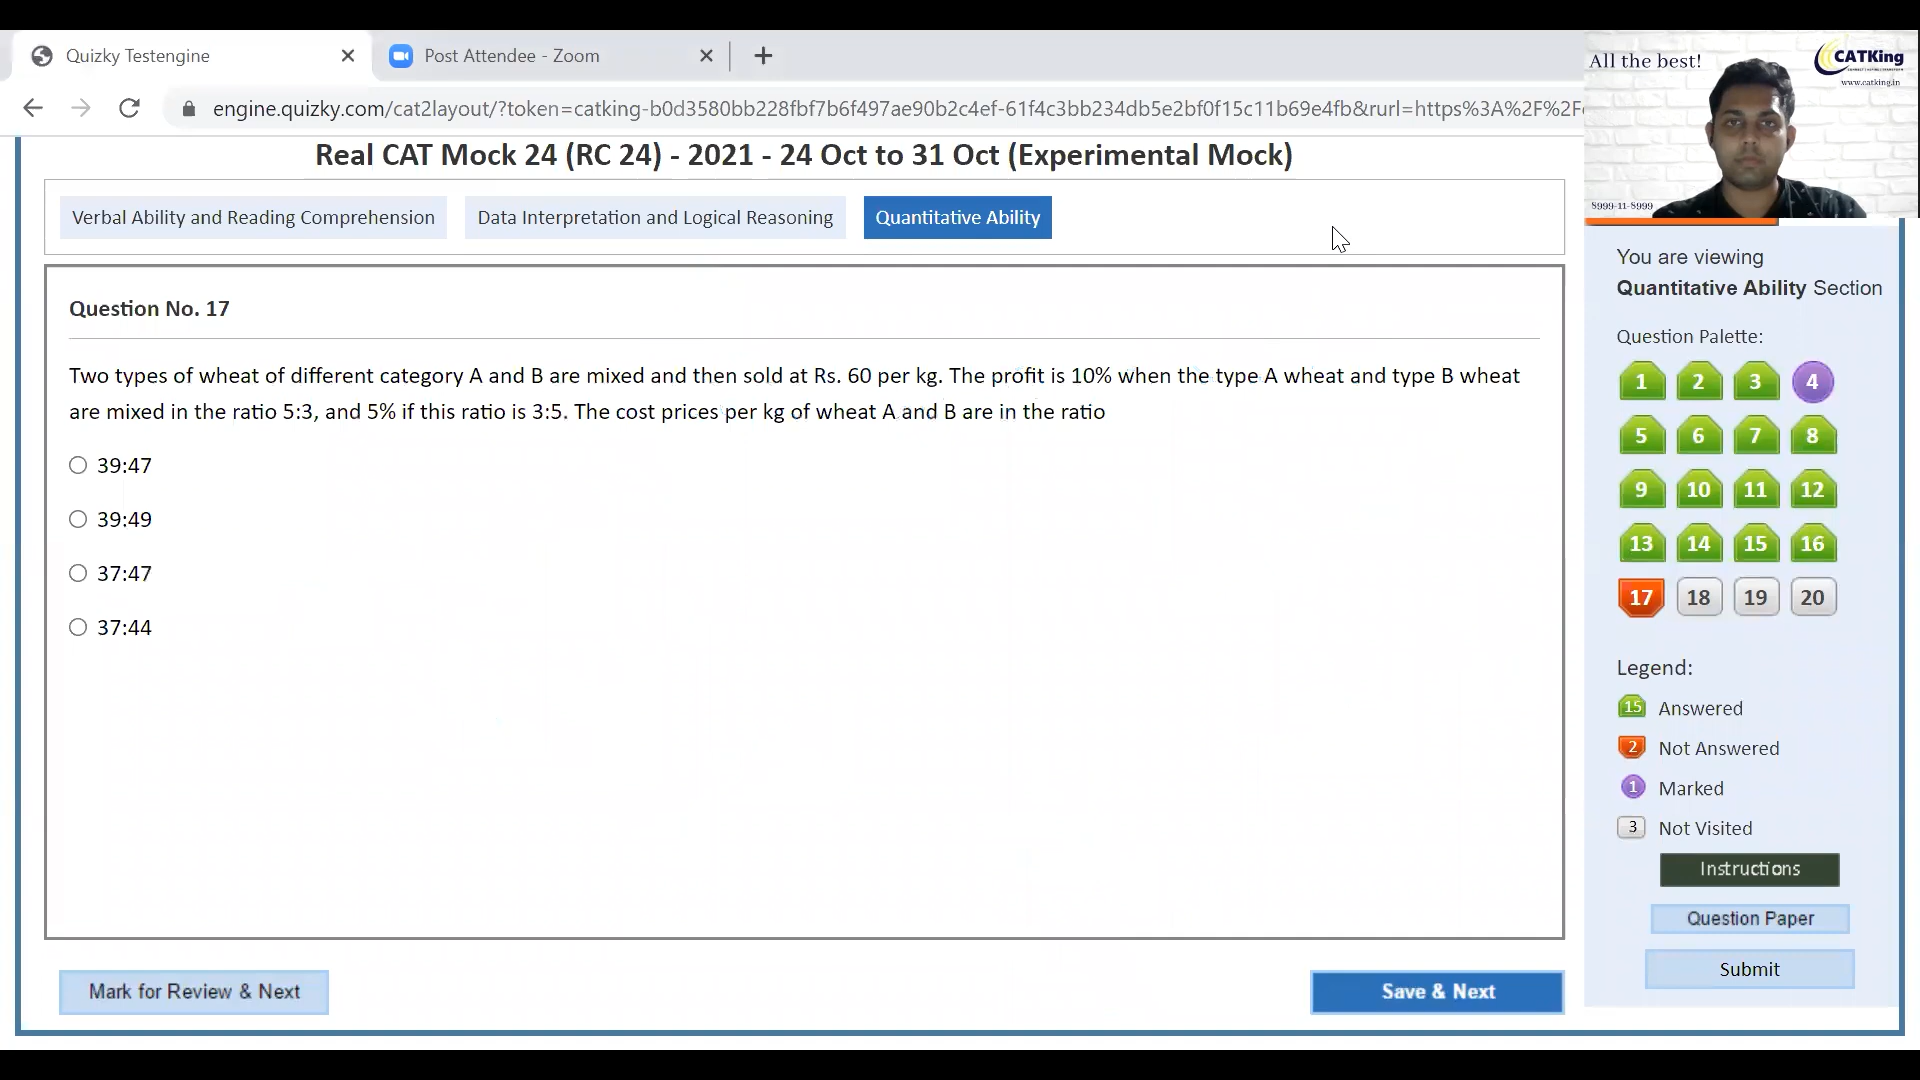 Quizky Testengine
Post Attendee - Zoom
engine.quizky.com/cat2layout/?token=catking-b0d3580bb228fbf7b6f497ae90b2c4ef-61f4c3bb234db5e2bf0f15c11b69e4fb&rurl=https%3A%2F%2F
All the best!
CATKing
www.catking.in
8999-11-8999
Real CAT Mock 24 (RC 24) - 2021 - 24 Oct to 31 Oct (Experimental Mock)
Verbal Ability and Reading Comprehension
Data Interpretation and Logical Reasoning
Quantitative Ability
Question No. 17
Two types of wheat of different category A and B are mixed and then sold at Rs. 60 per kg. The profit is 10% when the type A wheat and type B wheat
are mixed in the ratio 5:3, and 5% if this ratio is 3:5. The cost prices per kg of wheat A and B are in the ratio
39:47
39:49
37:47
37:44
Mark for Review & Next
Save & Next
You are viewing
Quantitative Ability Section
Question Palette:
1 2 3 4
5 6 7 8
9 10 11 12
13 14 15 16
17 18 19 20
Legend:
15 Answered
2 Not Answered
1 Marked
3 Not Visited
Instructions
Question Paper
Submit